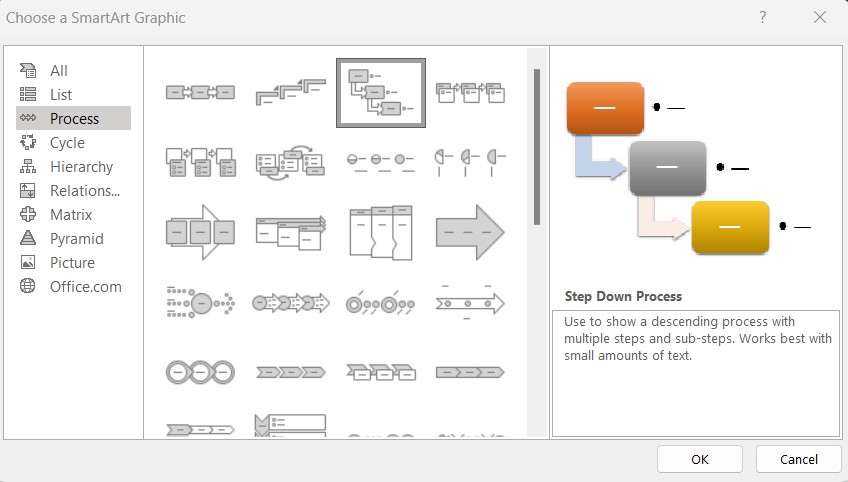 Choose a SmartArt Graphic
?
All
List
Process
Cycle
Hierarchy
Relations...
Matrix
Pyramid
Picture
Office.com
Step Down Process
Use to show a descending process with
multiple steps and sub-steps. Works best with
small amounts of text.
OK
Cancel